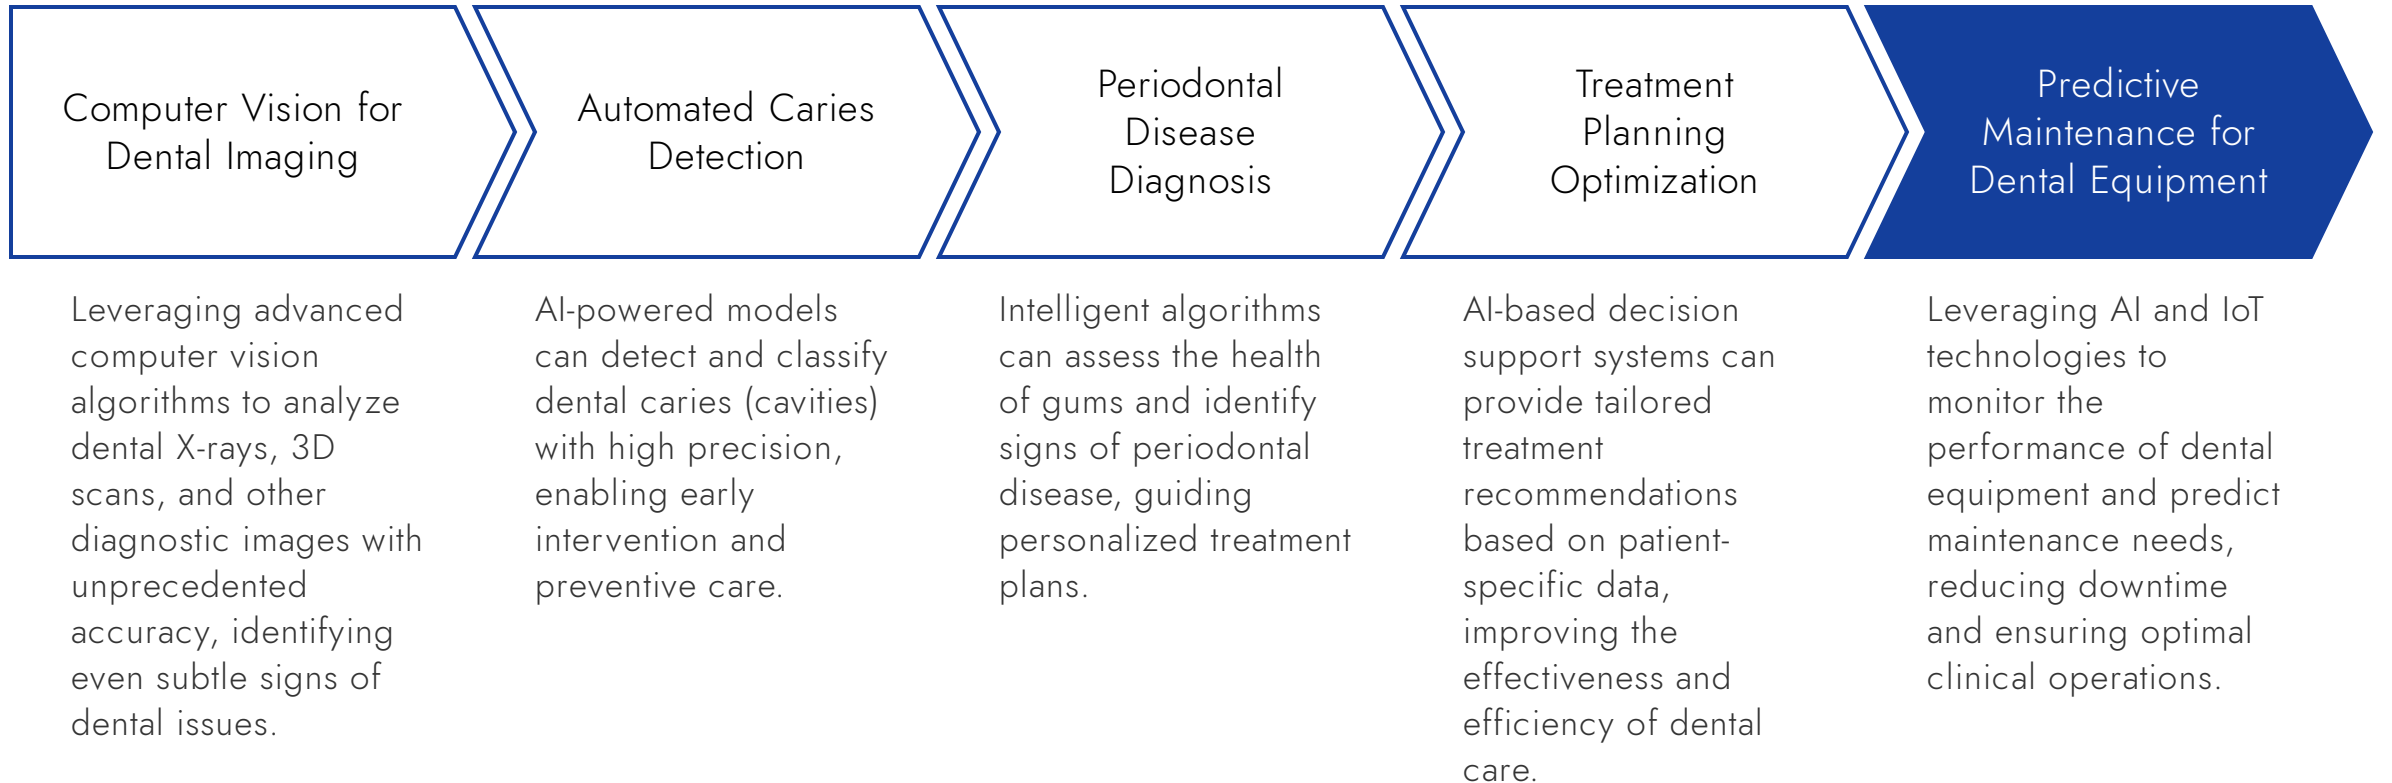 Computer Vision for
Dental Imaging
Automated Caries
Detection
Periodontal
Disease
Diagnosis
Treatment
Planning
Optimization
Predictive
Maintenance for
Dental Equipment
Leveraging advanced
computer vision
algorithms to analyze
dental X-rays, 3D
scans, and other
diagnostic images with
unprecedented
accuracy, identifying
even subtle signs of
dental issues.
AI-powered models
can detect and classify
dental caries (cavities)
with high precision,
enabling early
intervention and
preventive care.
Intelligent algorithms
can assess the health
of gums and identify
signs of periodontal
disease, guiding
personalized treatment
plans.
AI-based decision
support systems can
provide tailored
treatment
recommendations
based on patient-
specific data,
improving the
effectiveness and
efficiency of dental
care.
Leveraging AI and IoT
technologies to
monitor the
performance of dental
equipment and predict
maintenance needs,
reducing downtime
and ensuring optimal
clinical operations.